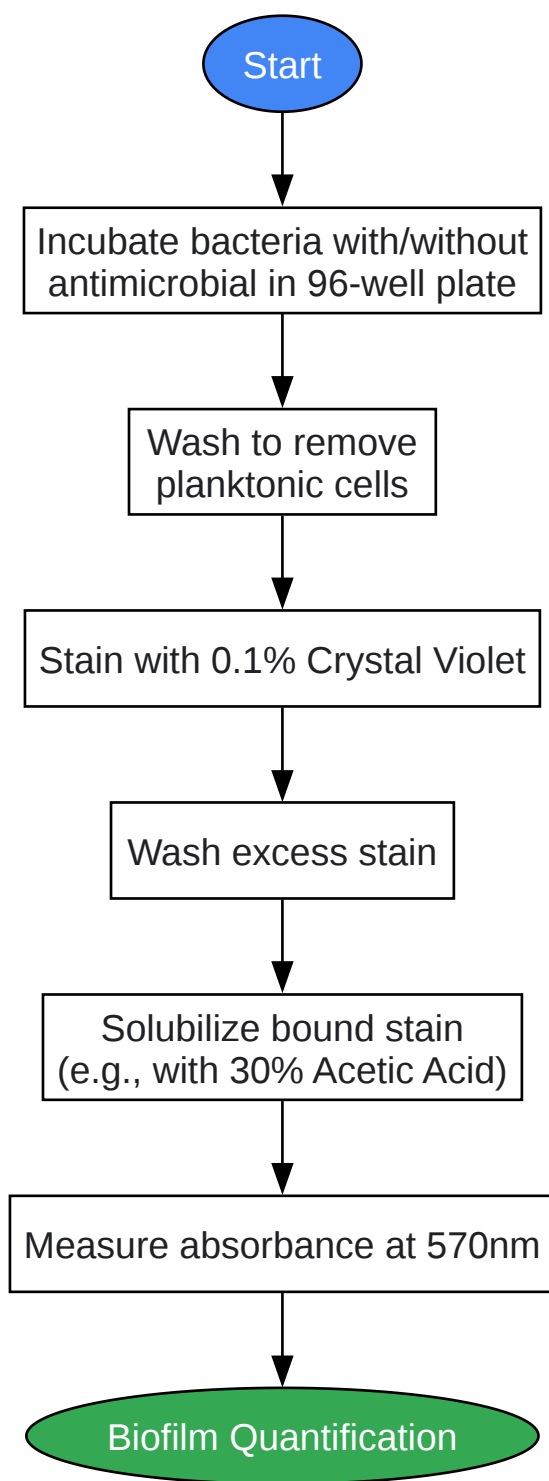 Start
Incubate bacteria with/without
antimicrobial in 96-well plate
Wash to remove
planktonic cells
Stain with 0.1% Crystal Violet
Wash excess stain
Solubilize bound stain
(e.g., with 30% Acetic Acid)
Measure absorbance at 570nm
Biofilm Quantification